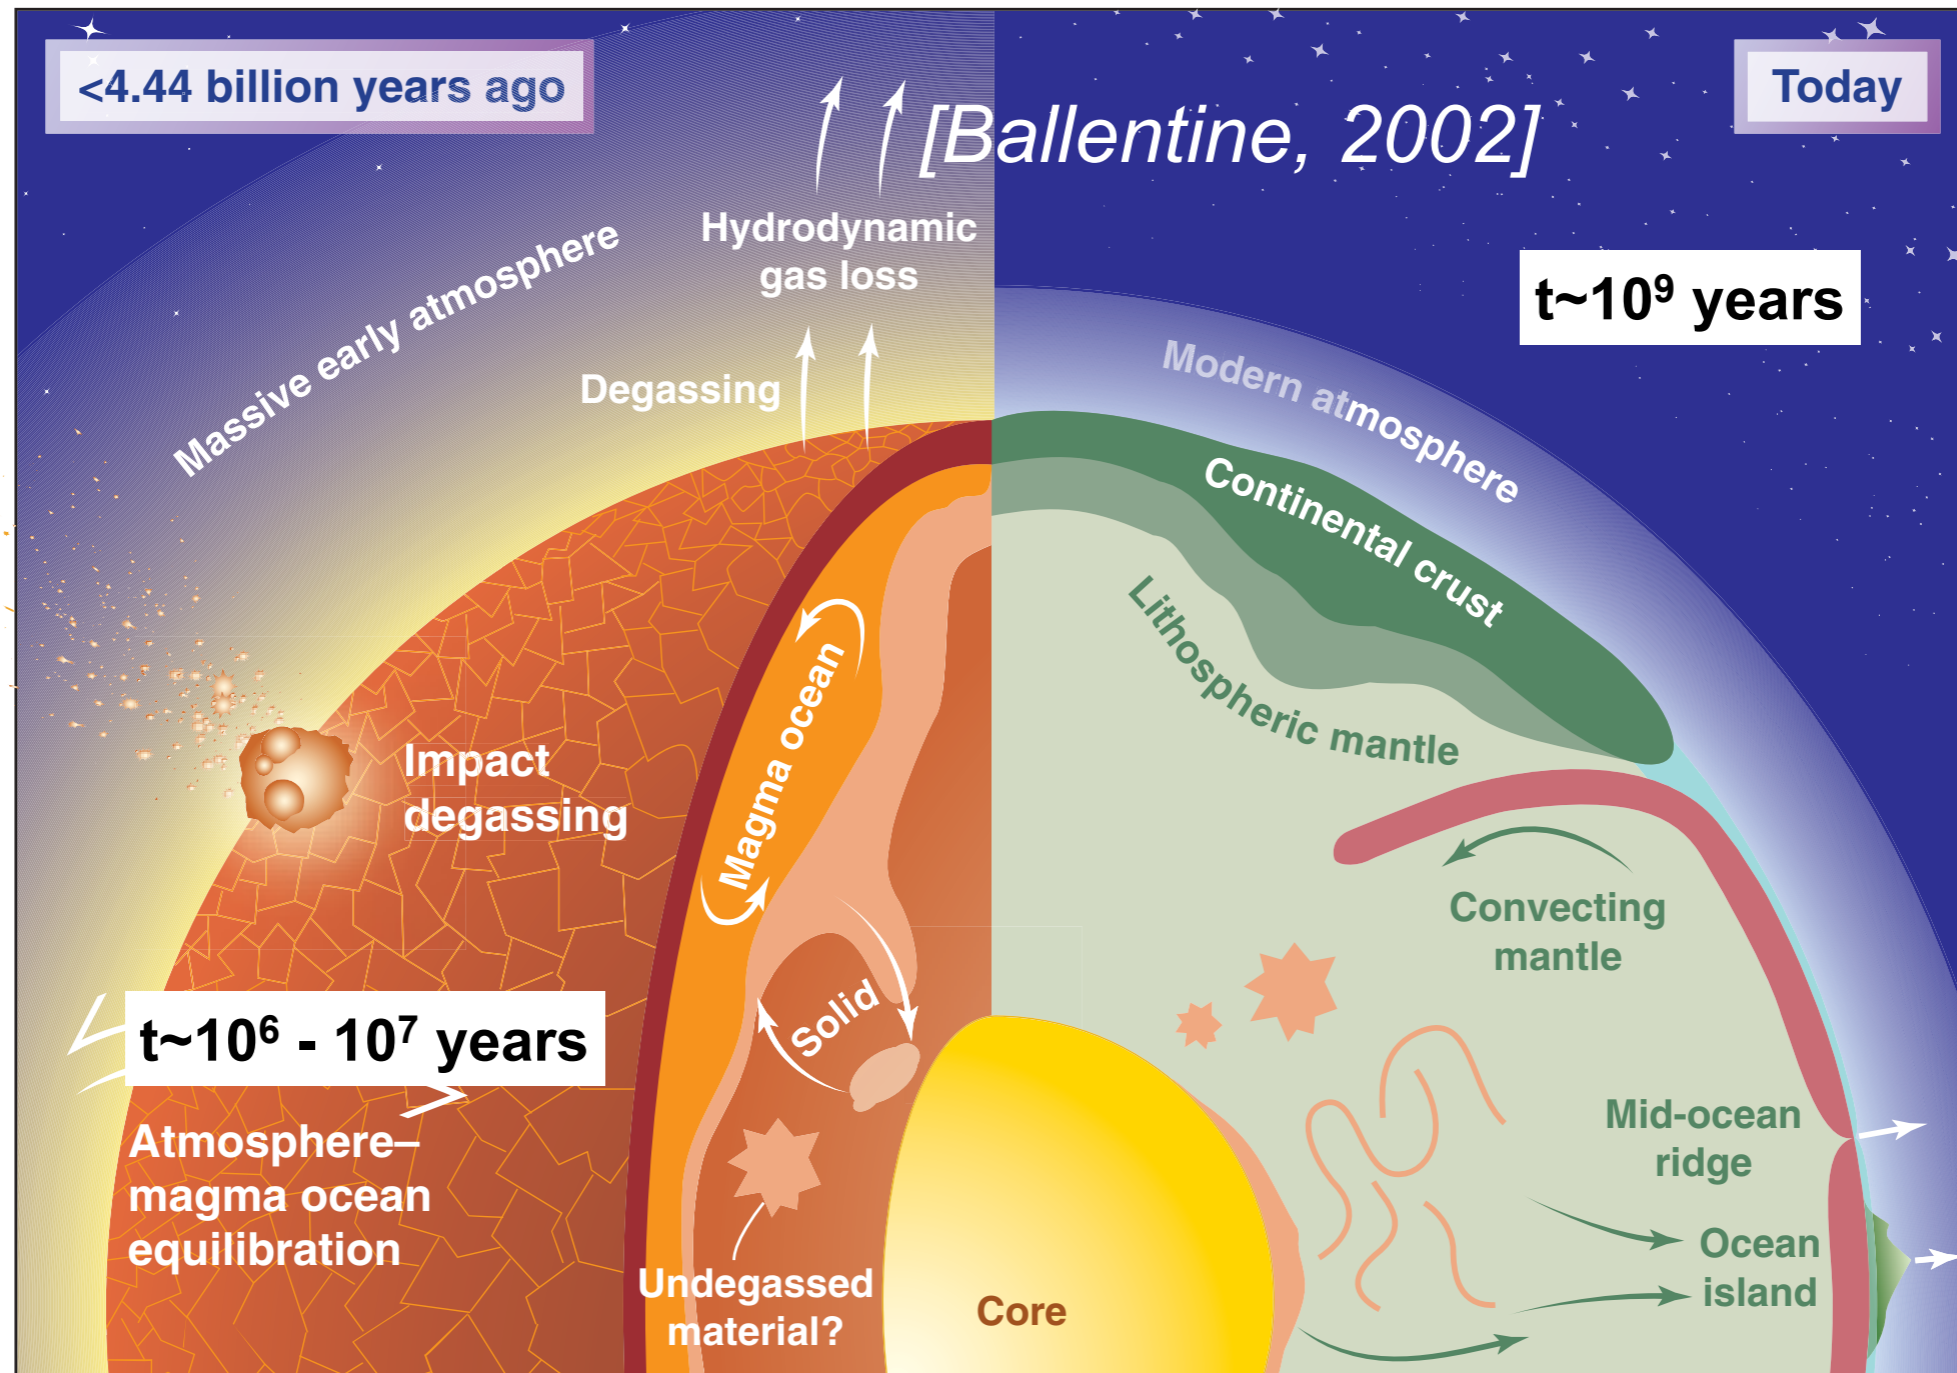 <4.44 billion years ago
Today
[Ballentine, 2002]
Hydrodynamic
gas loss
Massive early atmosphere
Degassing
t~10⁹ years
Modern atmosphere
Continental crust
Lithospheric mantle
Impact
degassing
Magma ocean
Convecting
mantle
Solid
t~10⁶ - 10⁷ years
Atmosphere–
magma ocean
equilibration
Undegassed
material?
Core
Mid-ocean
ridge
Ocean
island